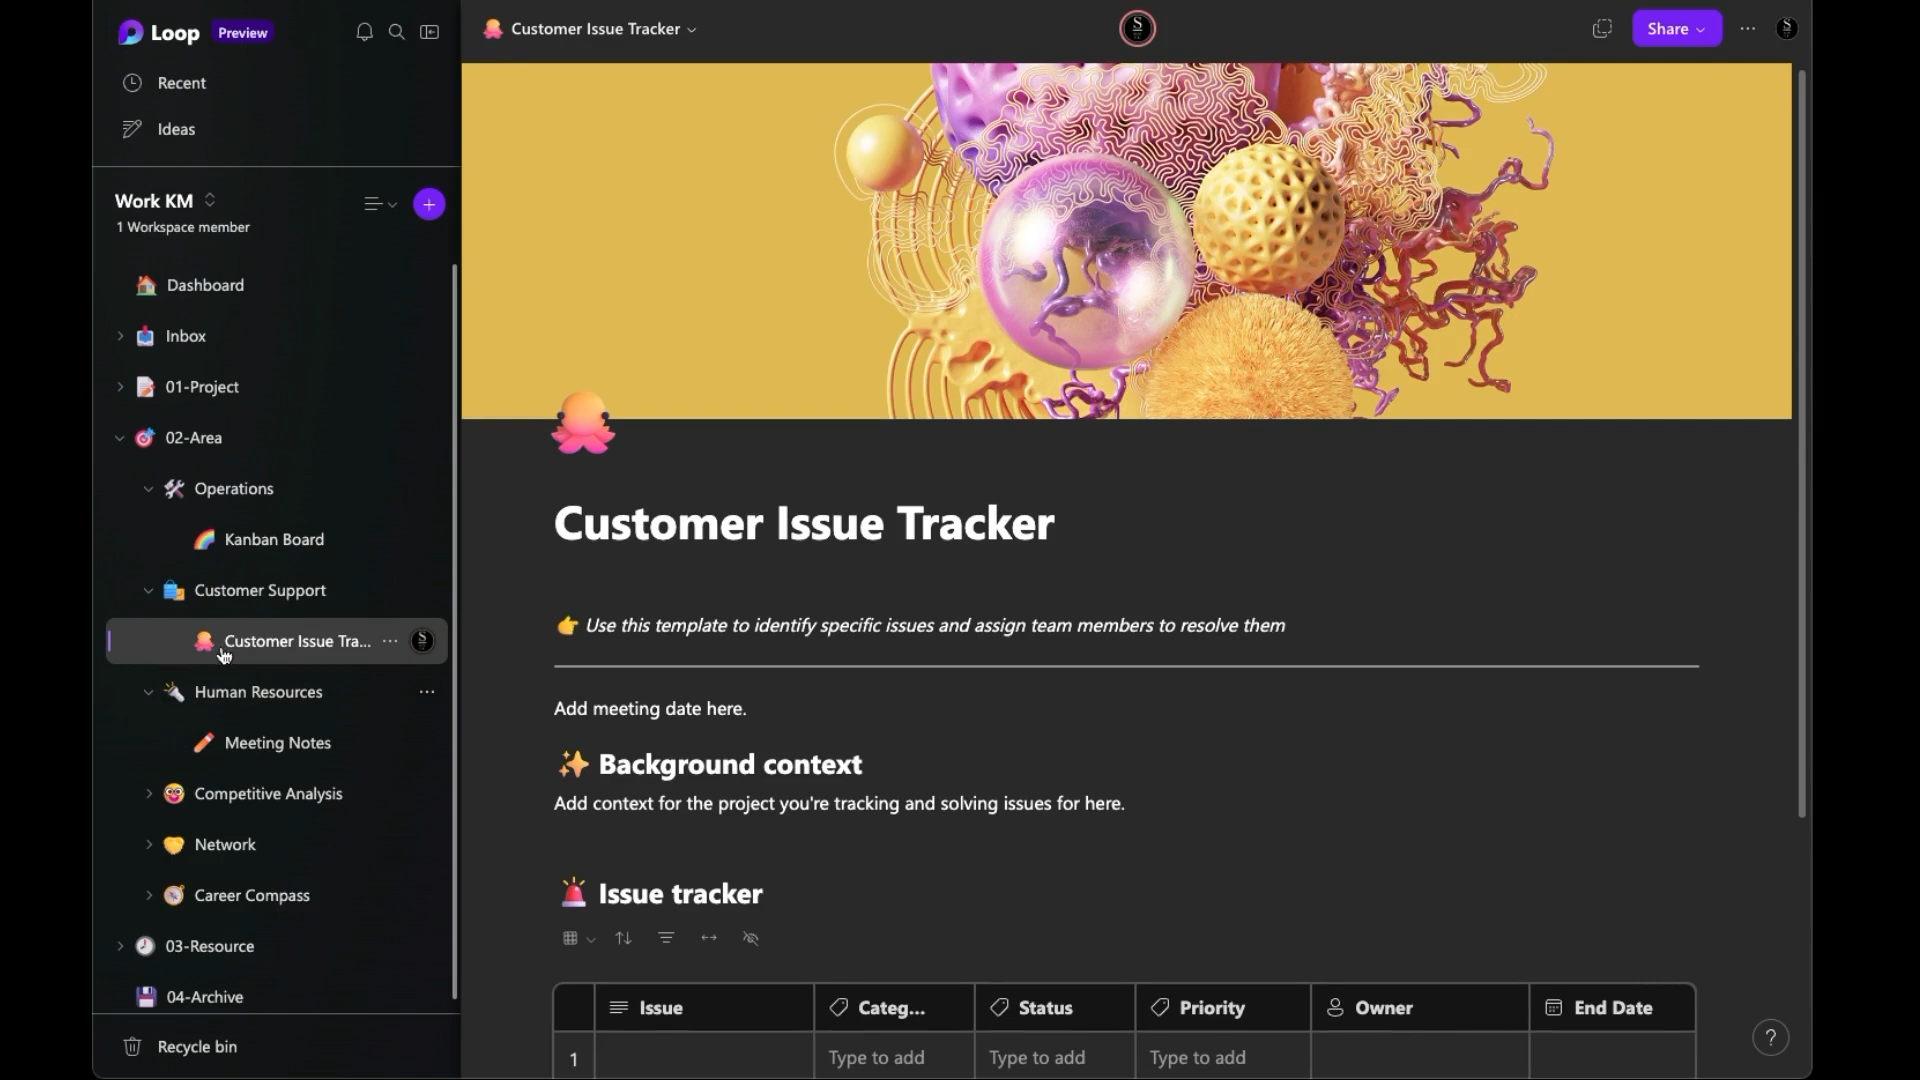 Loop Preview
Recent
Ideas
Work KM
1 Workspace member
Dashboard
Inbox
01-Project
02-Area
Operations
Kanban Board
Customer Support
Customer Issue Tra...
Human Resources
Meeting Notes
Competitive Analysis
Network
Career Compass
03-Resource
04-Archive
Recycle bin
Customer Issue Tracker
S
Share
Customer Issue Tracker
Use this template to identify specific issues and assign team members to resolve them
Add meeting date here.
Background context
Add context for the project you're tracking and solving issues for here.
Issue tracker
Issue Categ... Status Priority Owner End Date
1 Type to add Type to add Type to add
?